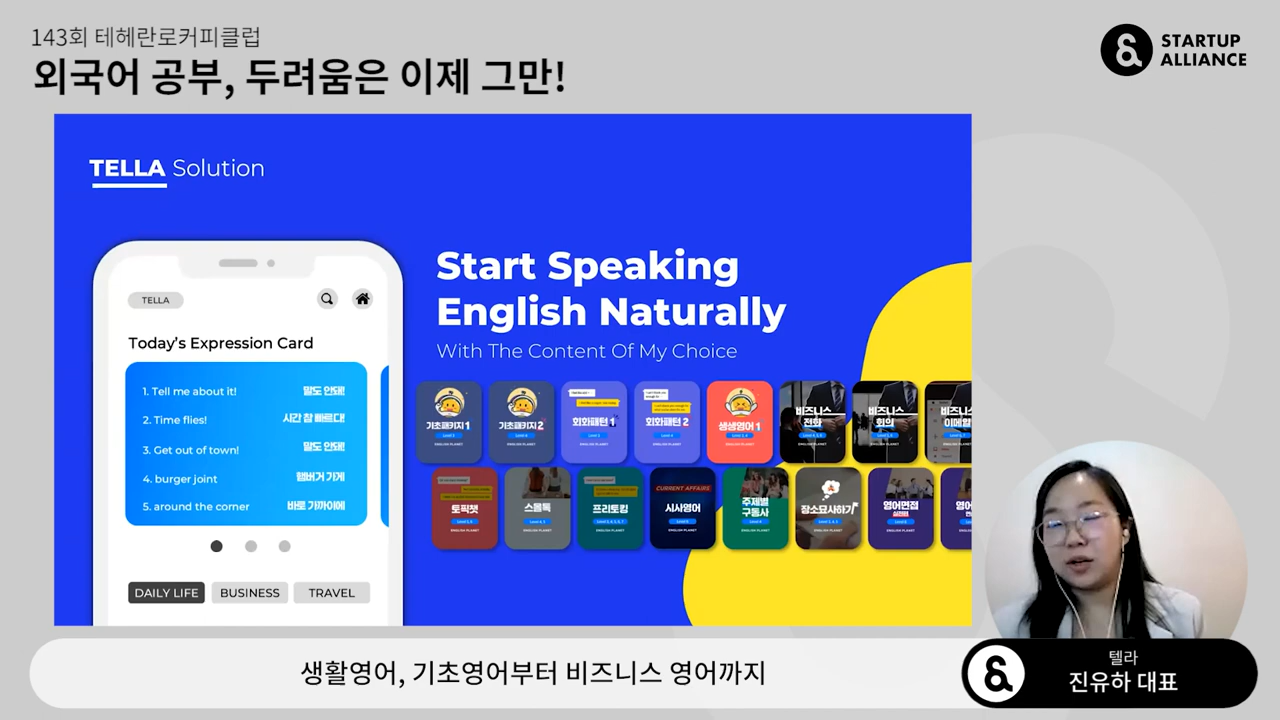 143회 테헤란로커피클럽
외국어 공부, 두려움은 이제 그만!
STARTUP
ALLIANCE
TELLA Solution
TELLA
Today's Expression Card
1. Tell me about it! 말도 안돼!
2. Time flies! 시간 참 빠르다!
3. Get out of town! 말도 안돼!
4. burger joint 햄버거 가게
5. around the corner 바로 가까이에
DAILY LIFE BUSINESS TRAVEL
Start Speaking
English Naturally
With The Content Of My Choice
기초패키지 1
기초패키지 2
회화패턴 1
회화패턴 2
생생영어 1
비즈니스
전화
비즈니스
회의
비즈니스
이메일
토픽챗
스몰톡
프리토킹
CURRENT AFFAIRS
시사영어
주제별
구동사
장소묘사하기
영어면접
실전편
ENGLISH PLANET
생활영어, 기초영어부터 비즈니스 영어까지
텔라
진유하 대표